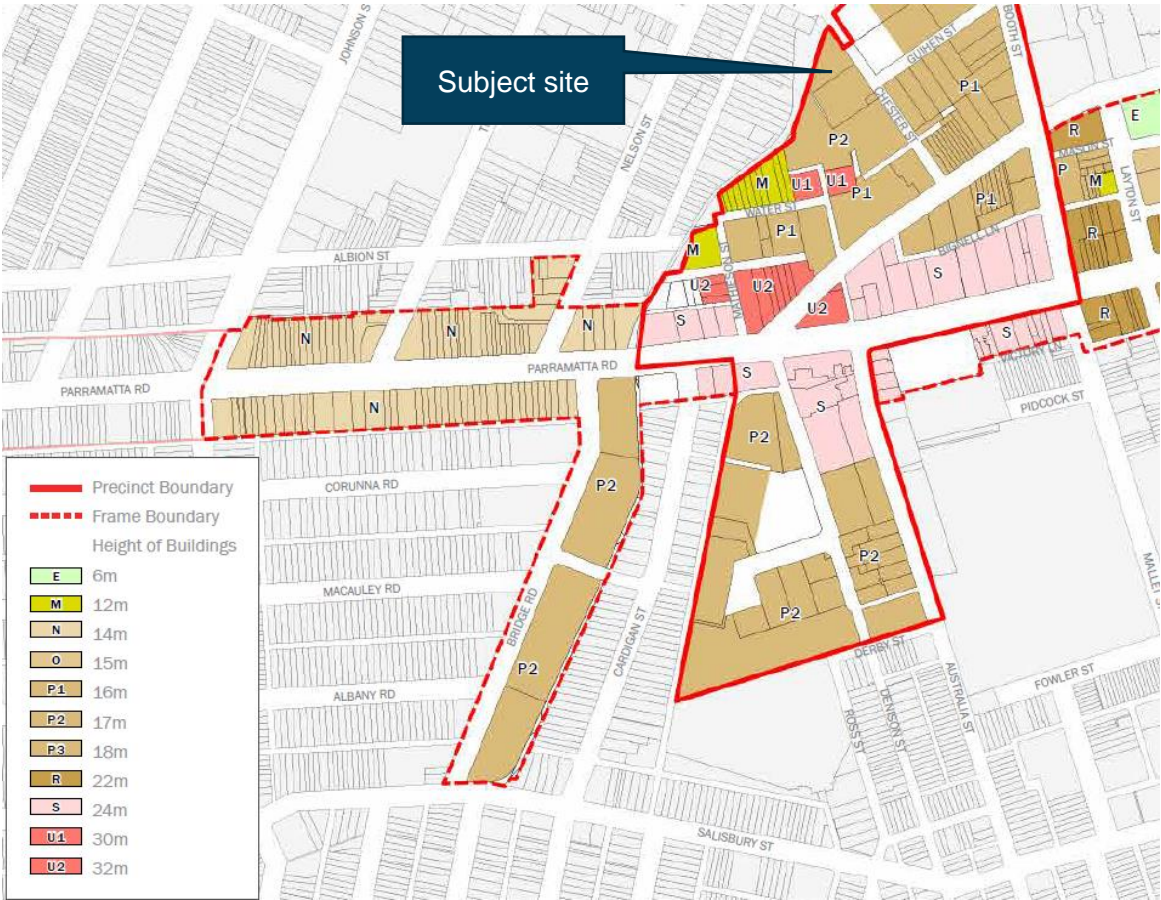 JOHNSON S
Subject site
NELSON ST
GUIHEN ST
BOOTH ST
CHESTER ST
P1
P2
E
R
MASON ST
P
M
LAYTON ST
M
U1
U1
P1
WATER ST
P1
P1
BIGNELL LN
R
M
MATHIESON ST
ALBION ST
U2
U2
U2
S
S
R
N
N
N
S
VICTORY LN
PARRAMATTA RD
PARRAMATTA RD
S
PIDCOCK ST
N
S
P2
CORUNNA RD
P2
P2
MACAULEY RD
BRIDGE RD
CARDIGAN ST
P2
P2
DERBY ST
MALLET S
ALBANY RD
ROSS ST
DENISON ST
AUSTRALIA ST
FOWLER ST
SALISBURY ST
Precinct Boundary
Frame Boundary
Height of Buildings
E 6m
M 12m
N 14m
O 15m
P1 16m
P2 17m
P3 18m
R 22m
S 24m
U1 30m
U2 32m